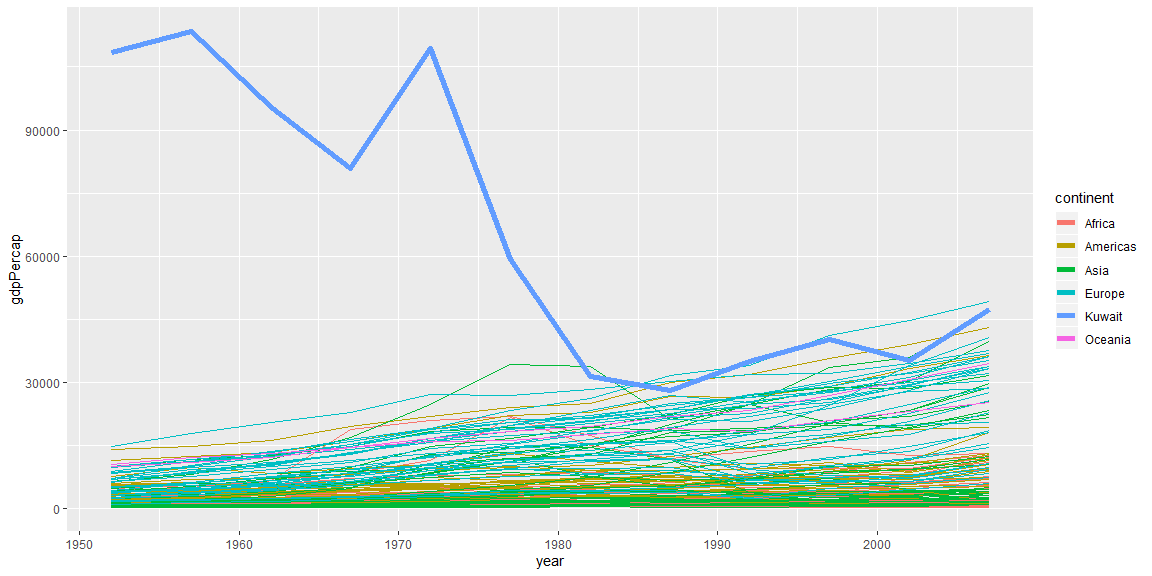 90000
60000
30000
0
gdpPercap
1950 1960 1970 1980 1990 2000
year
continent
Africa
Americas
Asia
Europe
Kuwait
Oceania